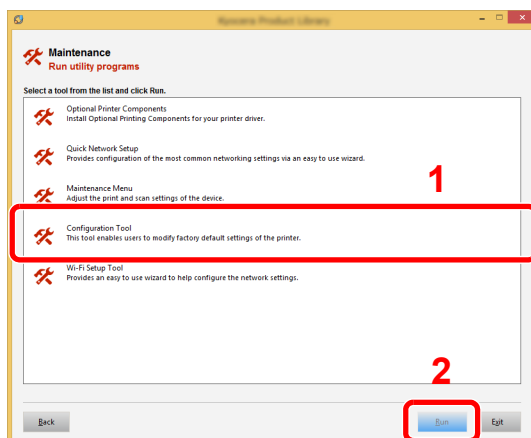 Kyocera Product Library
Maintenance
Run utility programs
Select a tool from the list and click Run.
Optional Printer Components
Install Optional Printing Components for your printer driver.
Quick Network Setup
Provides configuration of the most common networking settings via an easy to use wizard.
1
Maintenance Menu
Adjust the print and scan settings of the device.
Configuration Tool
This tool enables users to modify factory default settings of the printer.
Wi-Fi Setup Tool
Provides an easy to use wizard to help configure the network settings.
2
Back
Run
Exit